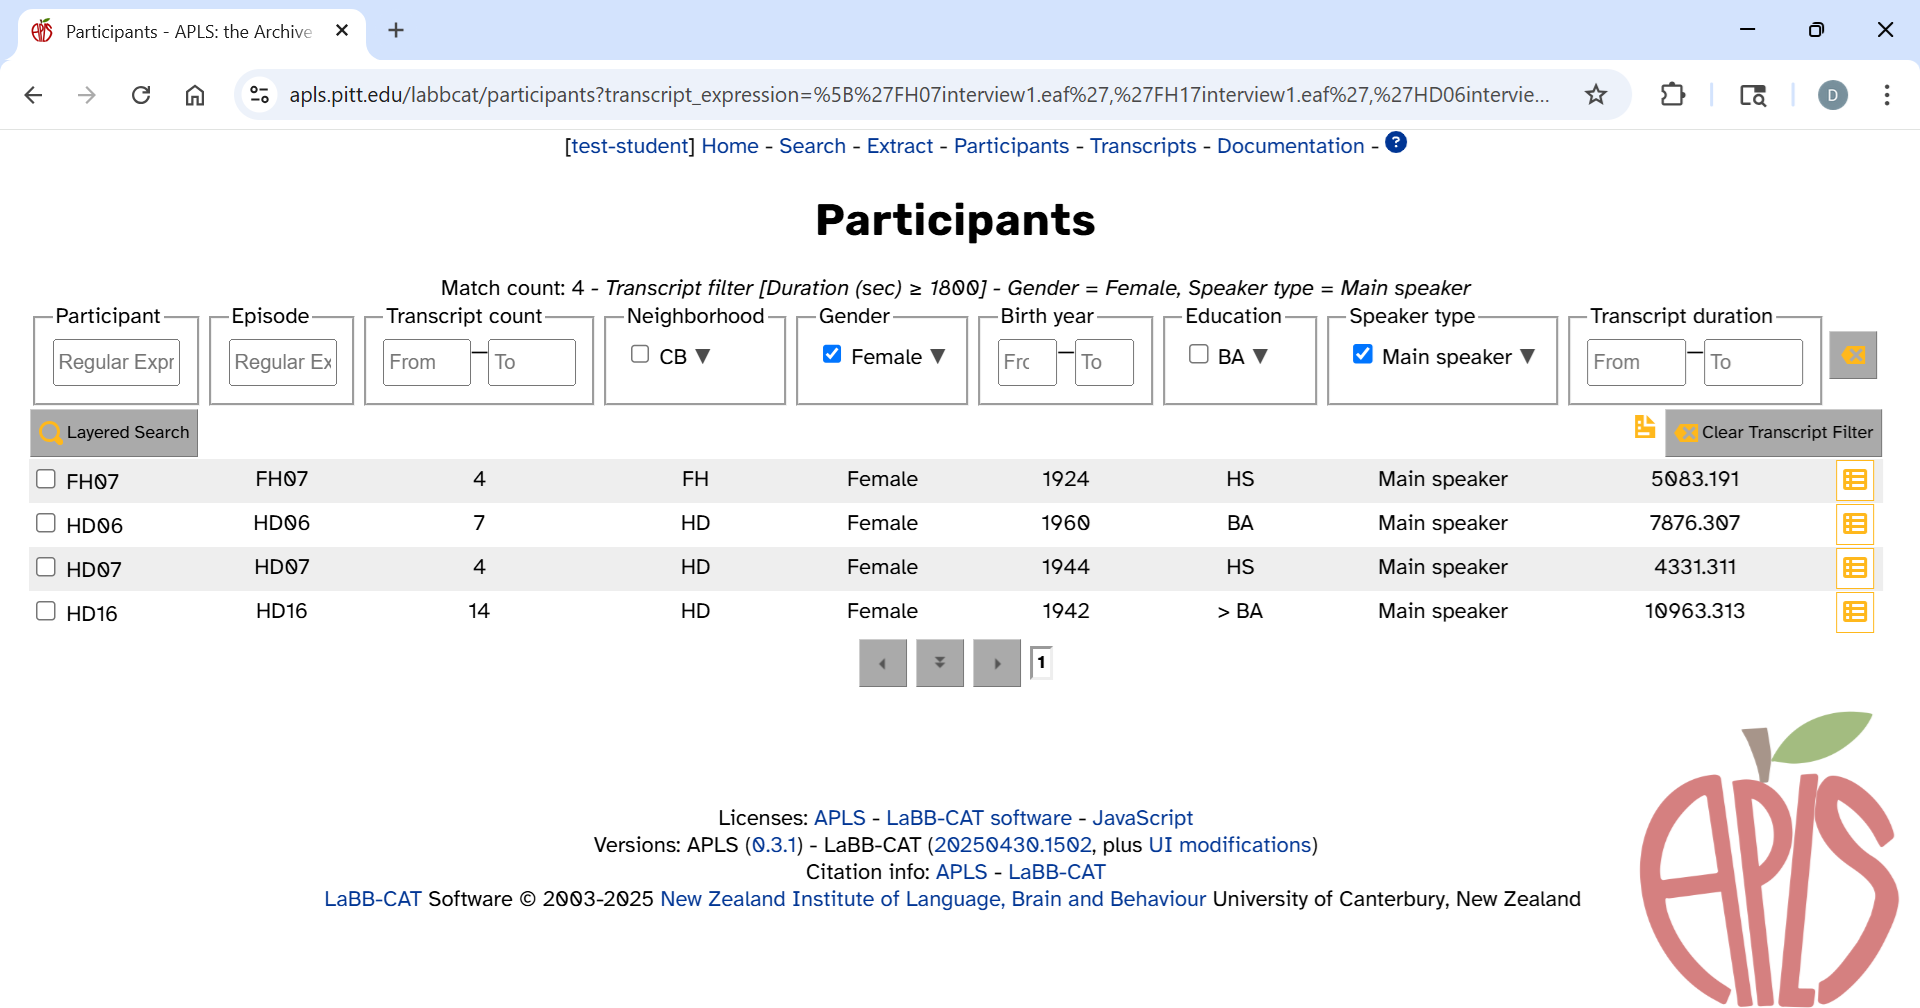 Participants - APLS: the Archive
apls.pitt.edu/labbcat/participants?transcript_expression=%5B%27FH07interview1.eaf%27,%27FH17interview1.eaf%27,%27HD06intervie...
D
[test-student] Home - Search - Extract - Participants - Transcripts - Documentation - ?
Participants
Match count: 4 - Transcript filter [Duration (sec) ≥ 1800] - Gender = Female, Speaker type = Main speaker
Participant Episode Transcript count Neighborhood Gender Birth year Education Speaker type Transcript duration
Regular Expr Regular Ex From – To CB ▼ Female ▼ Frc – To BA ▼ Main speaker ▼ From – To
Layered Search Clear Transcript Filter
FH07 FH07 4 FH Female 1924 HS Main speaker 5083.191
HD06 HD06 7 HD Female 1960 BA Main speaker 7876.307
HD07 HD07 4 HD Female 1944 HS Main speaker 4331.311
HD16 HD16 14 HD Female 1942 > BA Main speaker 10963.313
1
Licenses: APLS - LaBB-CAT software - JavaScript
Versions: APLS (0.3.1) - LaBB-CAT (20250430.1502, plus UI modifications)
Citation info: APLS - LaBB-CAT
LaBB-CAT Software © 2003-2025 New Zealand Institute of Language, Brain and Behaviour University of Canterbury, New Zealand
APLS